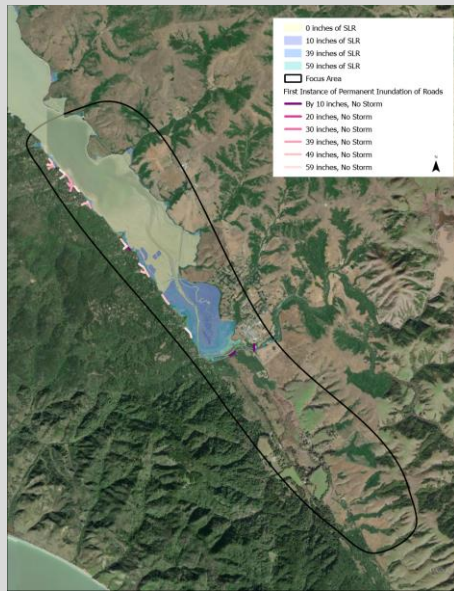 0 inches of SLR
10 inches of SLR
39 inches of SLR
59 inches of SLR
Focus Area
First Instance of Permanent Inundation of Roads
By 10 inches, No Storm
20 inches, No Storm
30 inches, No Storm
39 inches, No Storm
49 inches, No Storm
59 inches, No Storm